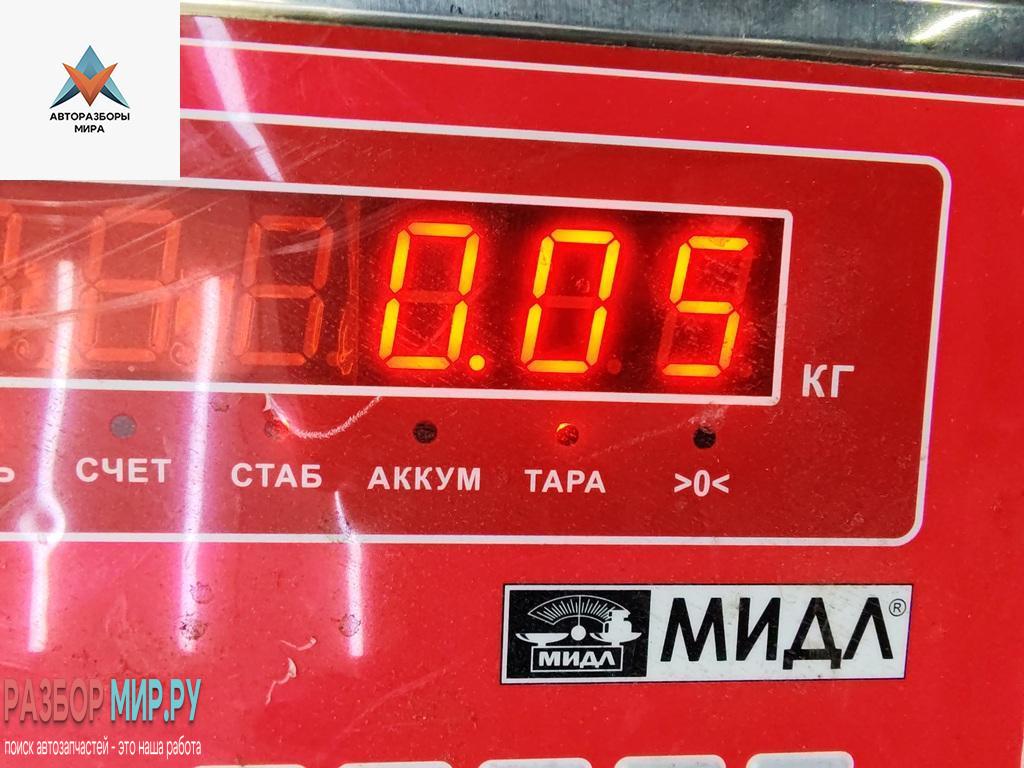 АВТОРАЗБОРЫ
МИРА
0.05
КГ
Ь СЧЕТ СТАБ АККУМ ТАРА >0<
МИДЛ МИДЛ®
РАЗБОР МИР.РУ
поиск автозапчастей - это наша работа